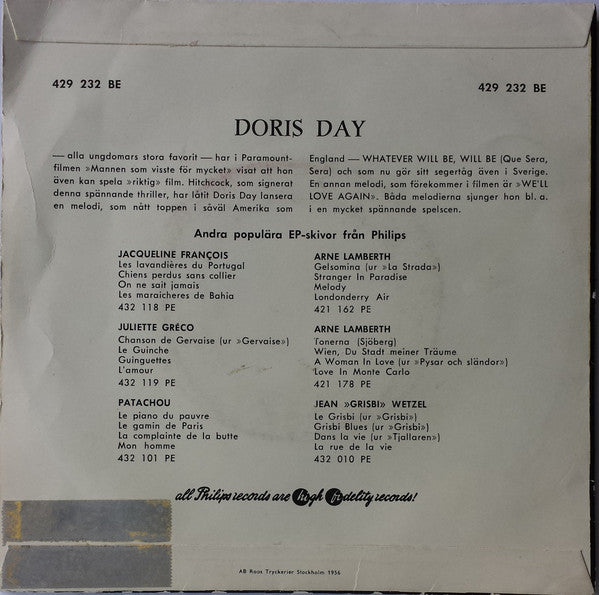 429 232 BE
429 232 BE
DORIS DAY
— alla ungdomars stora favorit — har i Paramount-
filmen »Mannen som visste för mycket» visat att hon
även kan spela »riktig» film. Hitchcock, som signerat
denna spännande thriller, har låtit Doris Day lansera
en melodi, som nått toppen i såväl Amerika som
England — WHATEVER WILL BE, WILL BE (Que Sera,
Sera) och som nu gör sitt segertåg även i Sverige.
En annan melodi, som förekommer i filmen är »WE'LL
LOVE AGAIN». Båda melodierna sjunger hon bl. a.
i en mycket spännande spelscen.
Andra populära EP-skivor från Philips
JACQUELINE FRANÇOIS
Les lavandières du Portugal
Chiens perdus sans collier
On ne sait jamais
Les maraicheres de Bahia
432 118 PE
JULIETTE GRÉCO
Chanson de Gervaise (ur »Gervaise»)
Le Guinche
Guinguettes
L'amour
432 119 PE
PATACHOU
Le piano du pauvre
Le gamin de Paris
La complainte de la butte
Mon homme
432 101 PE
ARNE LAMBERTH
Gelsomina (ur »La Strada»)
Stranger In Paradise
Melody
Londonderry Air
421 162 PE
ARNE LAMBERTH
Tonerna (Sjöberg)
Wien, Du Stadt meiner Träume
A Woman In Love (ur »Pysar och sländor»)
Love In Monte Carlo
421 178 PE
JEAN »GRISBI» WETZEL
Le Grisbi (ur »Grisbi»)
Grisbi Blues (ur »Grisbi»)
Dans la vie (ur »Tjallaren»)
La rue de la vie
432 010 PE
all Philips records are high fidelity records!
AB Roos Tryckerier Stockholm 1956